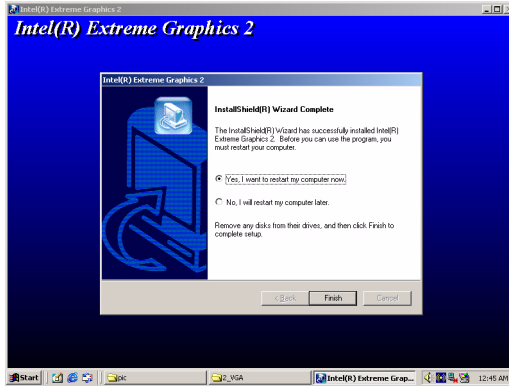 Intel(R) Extreme Graphics 2
Intel(R) Extreme Graphics 2
Intel(R) Extreme Graphics 2
InstallShield(R) Wizard Complete
The InstallShield(R) Wizard has successfully installed Intel(R)
Extreme Graphics 2. Before you can use the program, you
must restart your computer.
Yes, I want to restart my computer now.
No, I will restart my computer later.
Remove any disks from their drives, and then click Finish to
complete setup.
< Back
Finish
Cancel
Start
pic
2_VGA
Intel(R) Extreme Grap...
12:45 AM